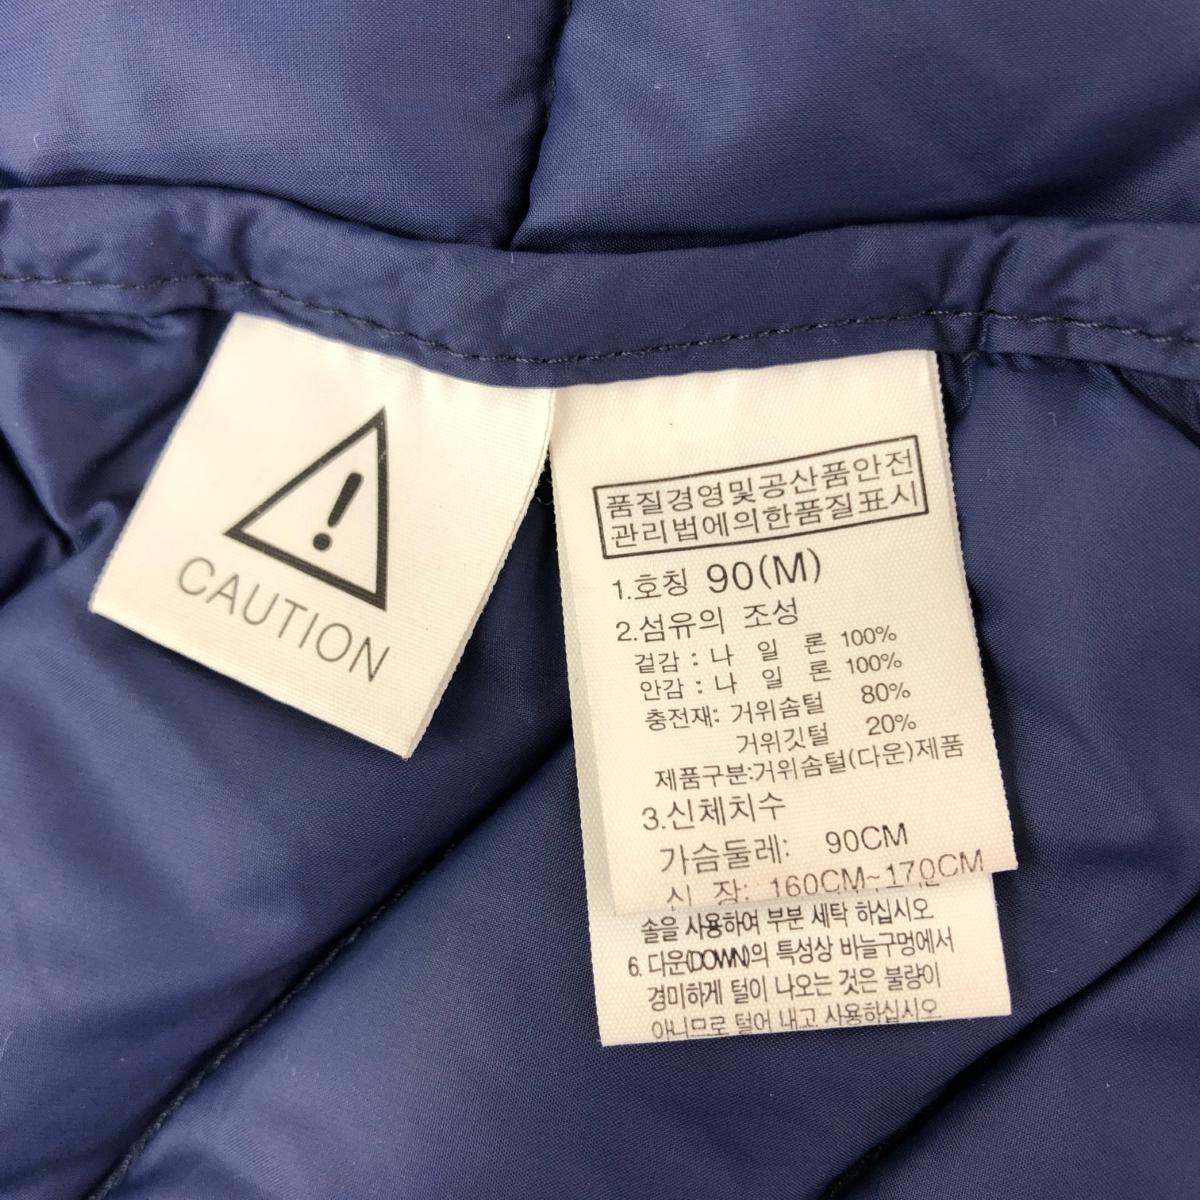 CAUTION
품질경영및공산품안전
관리법에의한품질표시
1.호칭 90(M)
2.섬유의 조성
겉감 : 나 일 론 100%
안감 : 나 일 론 100%
충전재: 거위솜털 80%
거위깃털 20%
제품구분:거위솜털(다운)제품
3.신체치수
가슴둘레: 90CM
신 장: 160CM~170CM
솔을 사용하여 부분 세탁 하십시오
6. 다운(DOWN)의 특성상 바늘구멍에서
경미하게 털이 나오는 것은 불량이
아니므로 털어 내고 사용하십시오